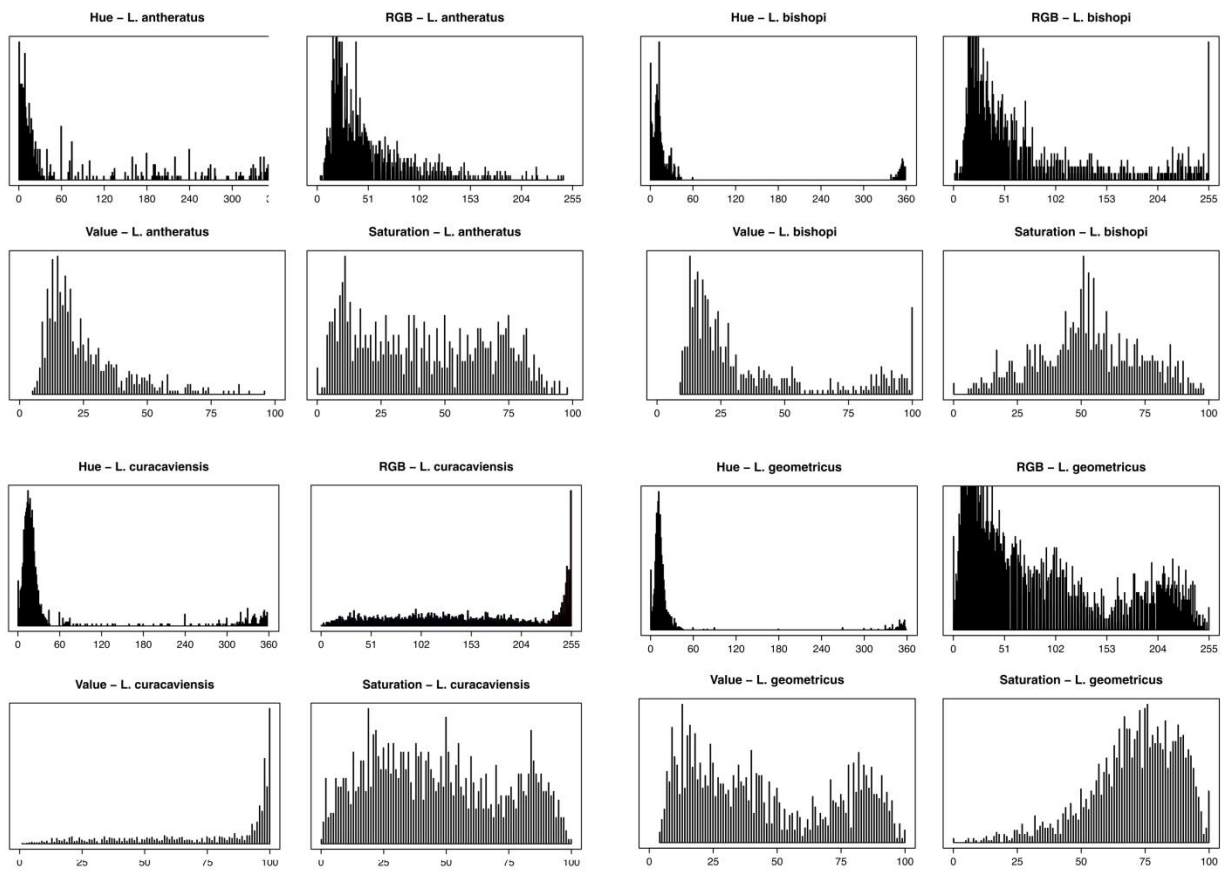 Hue – L. antheratus RGB – L. antheratus Hue – L. bishopi RGB – L. bishopi
0 60 120 180 240 300 0 51 102 153 204 255 0 60 120 180 240 300 360 0 51 102 153 204 255
Value – L. antheratus Saturation – L. antheratus Value – L. bishopi Saturation – L. bishopi
0 25 50 75 100 0 25 50 75 100 0 25 50 75 100 0 25 50 75 100
Hue – L. curacaviensis RGB – L. curacaviensis Hue – L. geometricus RGB – L. geometricus
0 60 120 180 240 300 360 0 51 102 153 204 255 0 60 120 180 240 300 360 0 51 102 153 204 255
Value – L. curacaviensis Saturation – L. curacaviensis Value – L. geometricus Saturation – L. geometricus
0 25 50 75 100 0 25 50 75 100 0 25 50 75 100 0 25 50 75 100